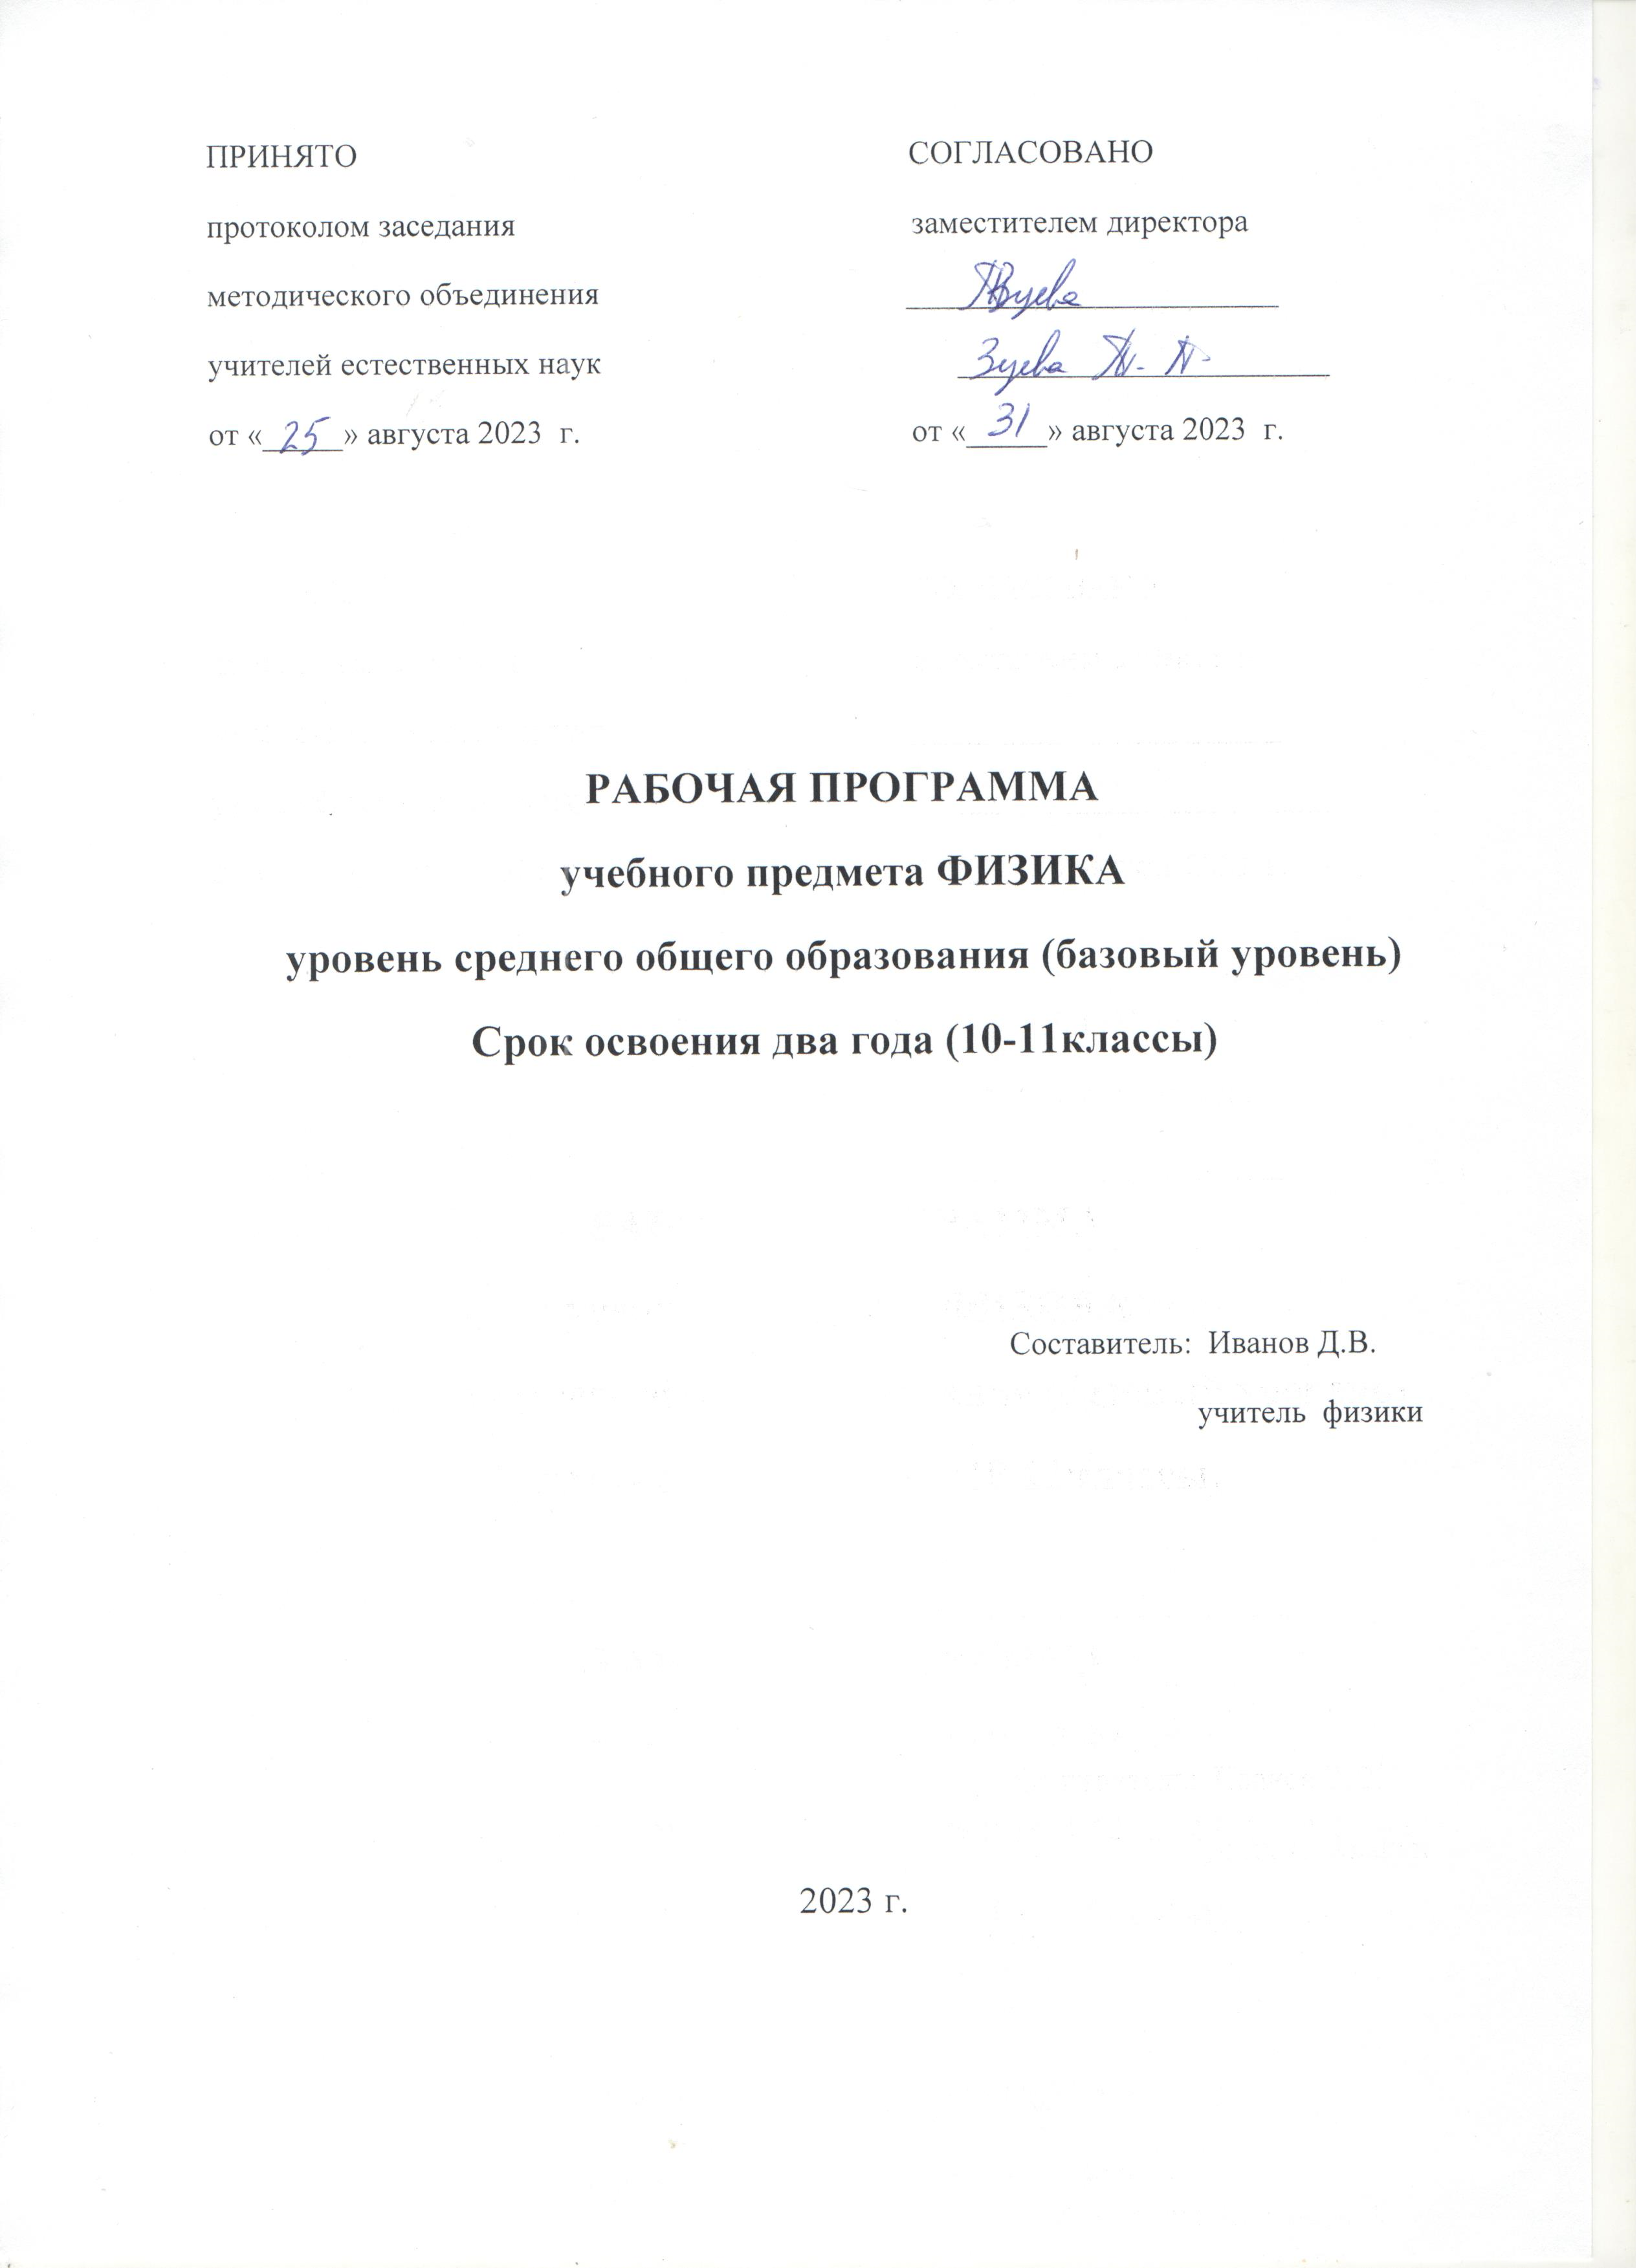 ПРИНЯТО
протоколом заседания
методического объединения
учителей естественных наук
от «25» августа 2023 г.
СОГЛАСОВАНО
заместителем директора
Зуева
от «31» августа 2023 г.
РАБОЧАЯ ПРОГРАММА
учебного предмета ФИЗИКА
уровень среднего общего образования (базовый уровень)
Срок освоения два года (10-11классы)
Составитель: Иванов Д.В.
учитель физики
2023 г.